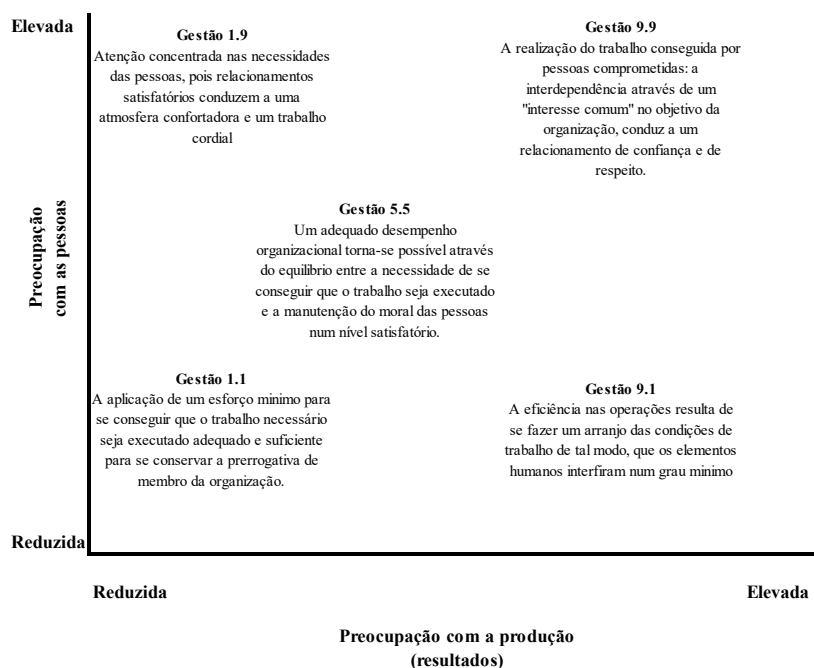 Elevada
Gestão 1.9
Atenção concentrada nas necessidades
das pessoas, pois relacionamentos
satisfatórios conduzem a uma
atmosfera confortadora e um trabalho
cordial
Gestão 9.9
A realização do trabalho conseguida por
pessoas comprometidas: a
interdependência através de um
"interesse comum" no objetivo da
organização, conduz a um
relacionamento de confiança e de
respeito.
Preocupação
com as pessoas
Gestão 5.5
Um adequado desempenho
organizacional torna-se possível através
do equilibrio entre a necessidade de se
conseguir que o trabalho seja executado
e a manutenção do moral das pessoas
num nível satisfatório.
Gestão 1.1
A aplicação de um esforço minimo para
se conseguir que o trabalho necessário
seja executado adequado e suficiente
para se conservar a prerrogativa de
membro da organização.
Gestão 9.1
A eficiência nas operações resulta de
se fazer um arranjo das condições de
trabalho de tal modo, que os elementos
humanos interfiram num grau minimo
Reduzida
Reduzida
Elevada
Preocupação com a produção
(resultados)